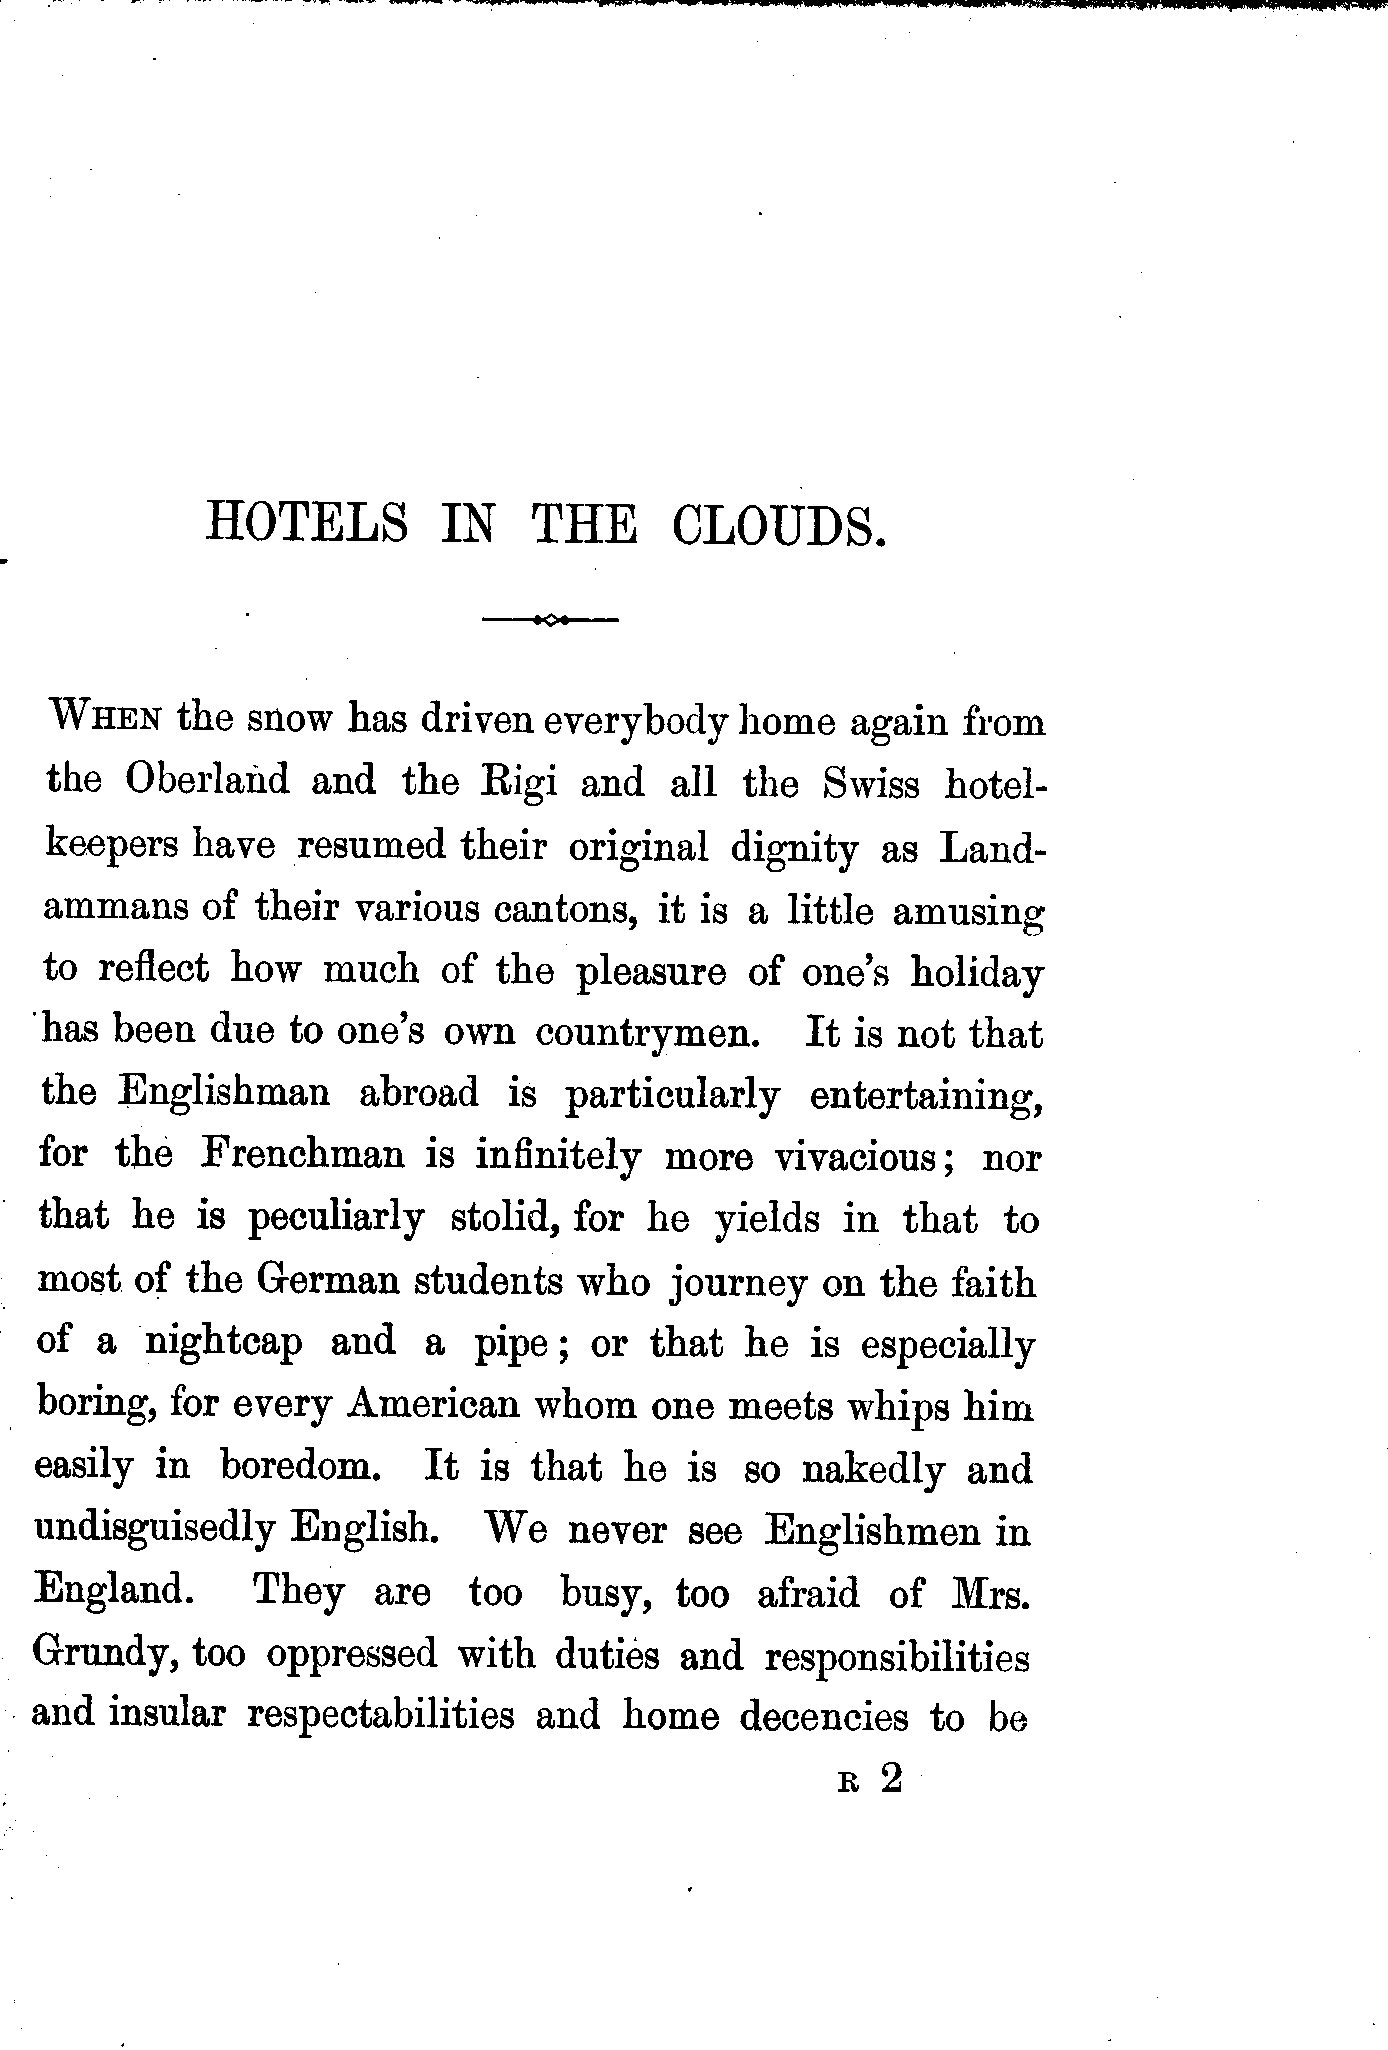 HOTELS IN THE CLOUDS.
WHEN the snow has driven everybody home again from
the Oberland and the Rigi and all the Swiss hotel-
keepers have resumed their original dignity as Land-
ammans of their various cantons, it is a little amusing
to reflect how much of the pleasure of one's holiday
has been due to one's own countrymen. It is not that
the Englishman abroad is particularly entertaining,
for the Frenchman is infinitely more vivacious; nor
that he is peculiarly stolid, for he yields in that to
most of the German students who journey on the faith
of a nightcap and a pipe; or that he is especially
boring, for every American whom one meets whips him
easily in boredom. It is that he is so nakedly and
undisguisedly English. We never see Englishmen in
England. They are too busy, too afraid of Mrs.
Grundy, too oppressed with duties and responsibilities
and insular respectabilities and home decencies to be
R 2